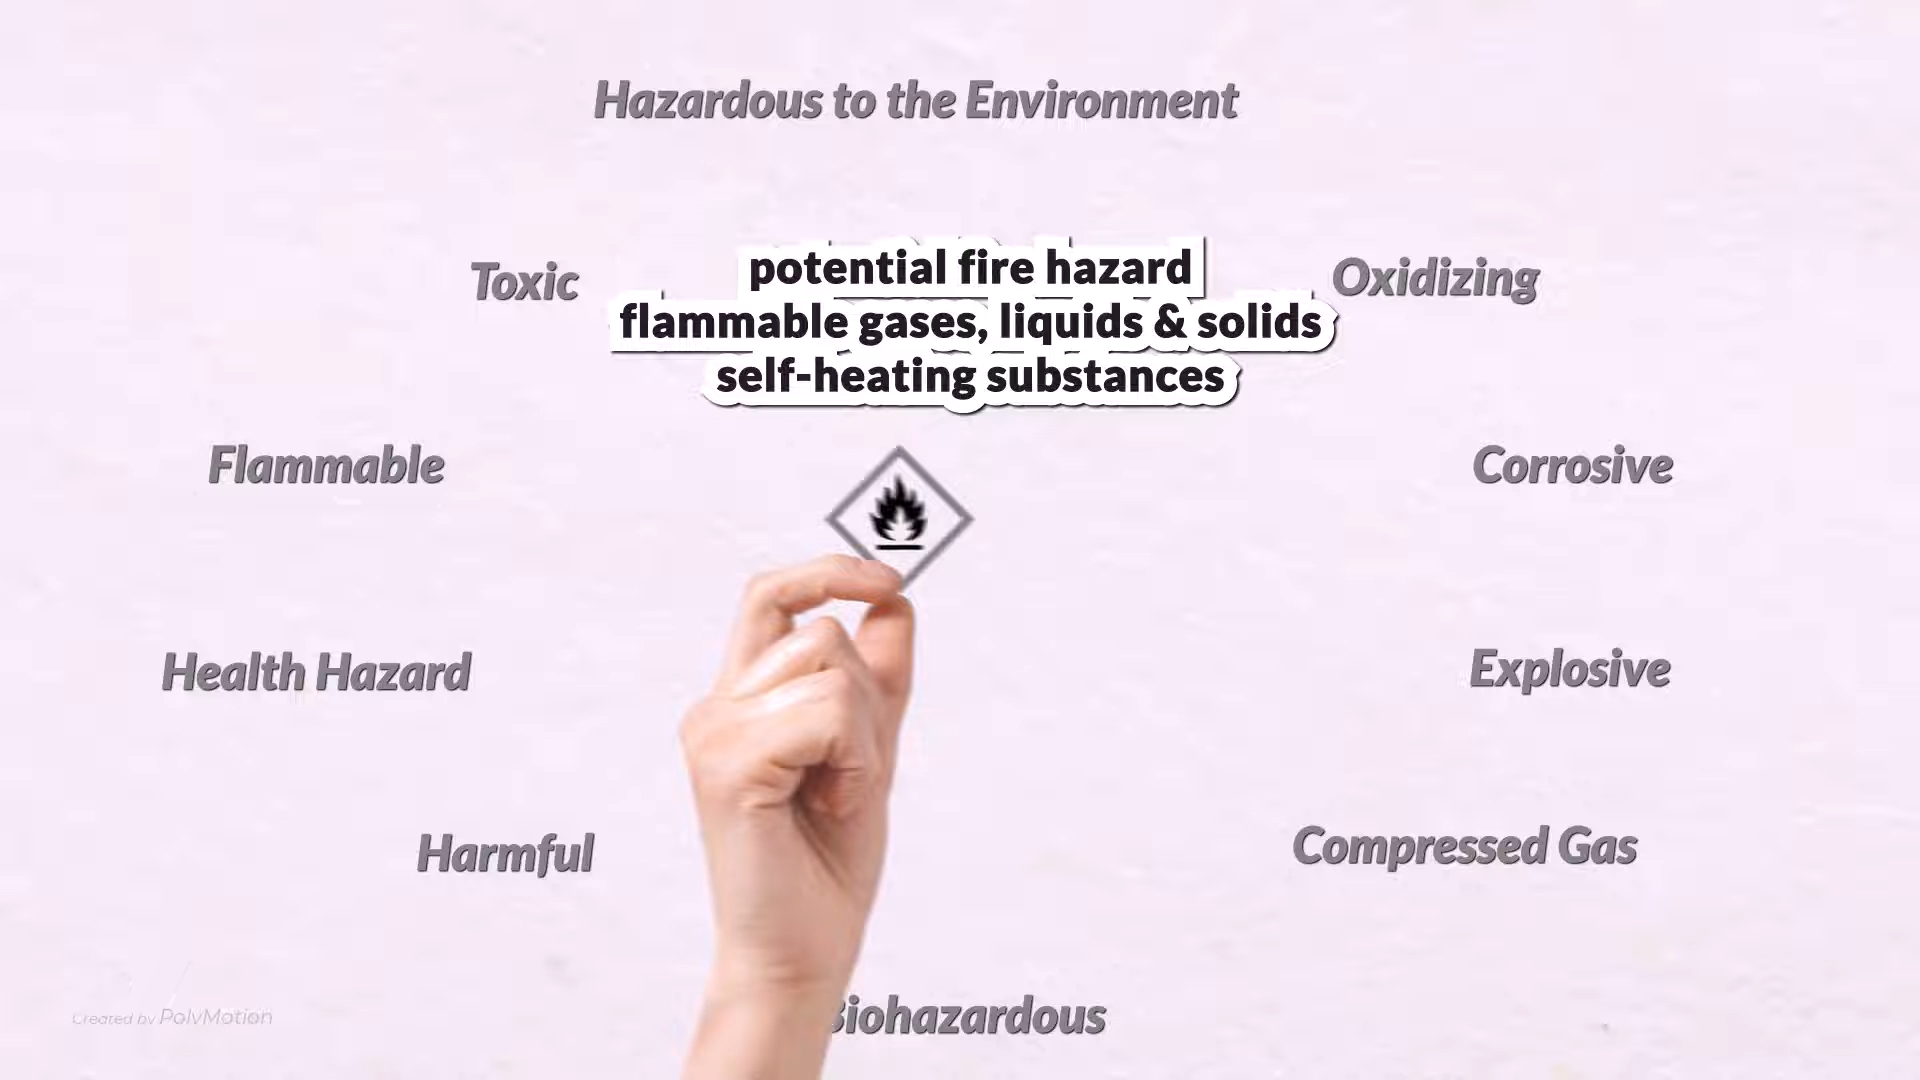 Hazardous to the Environment
Toxic
potential fire hazard
flammable gases, liquids & solids
self-heating substances
Oxidizing
Flammable
Corrosive
Health Hazard
Explosive
Harmful
Compressed Gas
Biohazardous
Created by PolyMotion